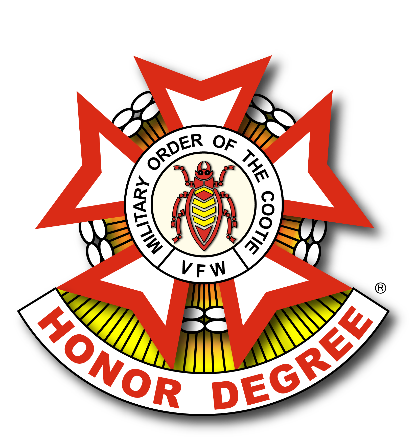 MILITARY ORDER OF THE COOTIE
VFW
®
HONOR DEGREE